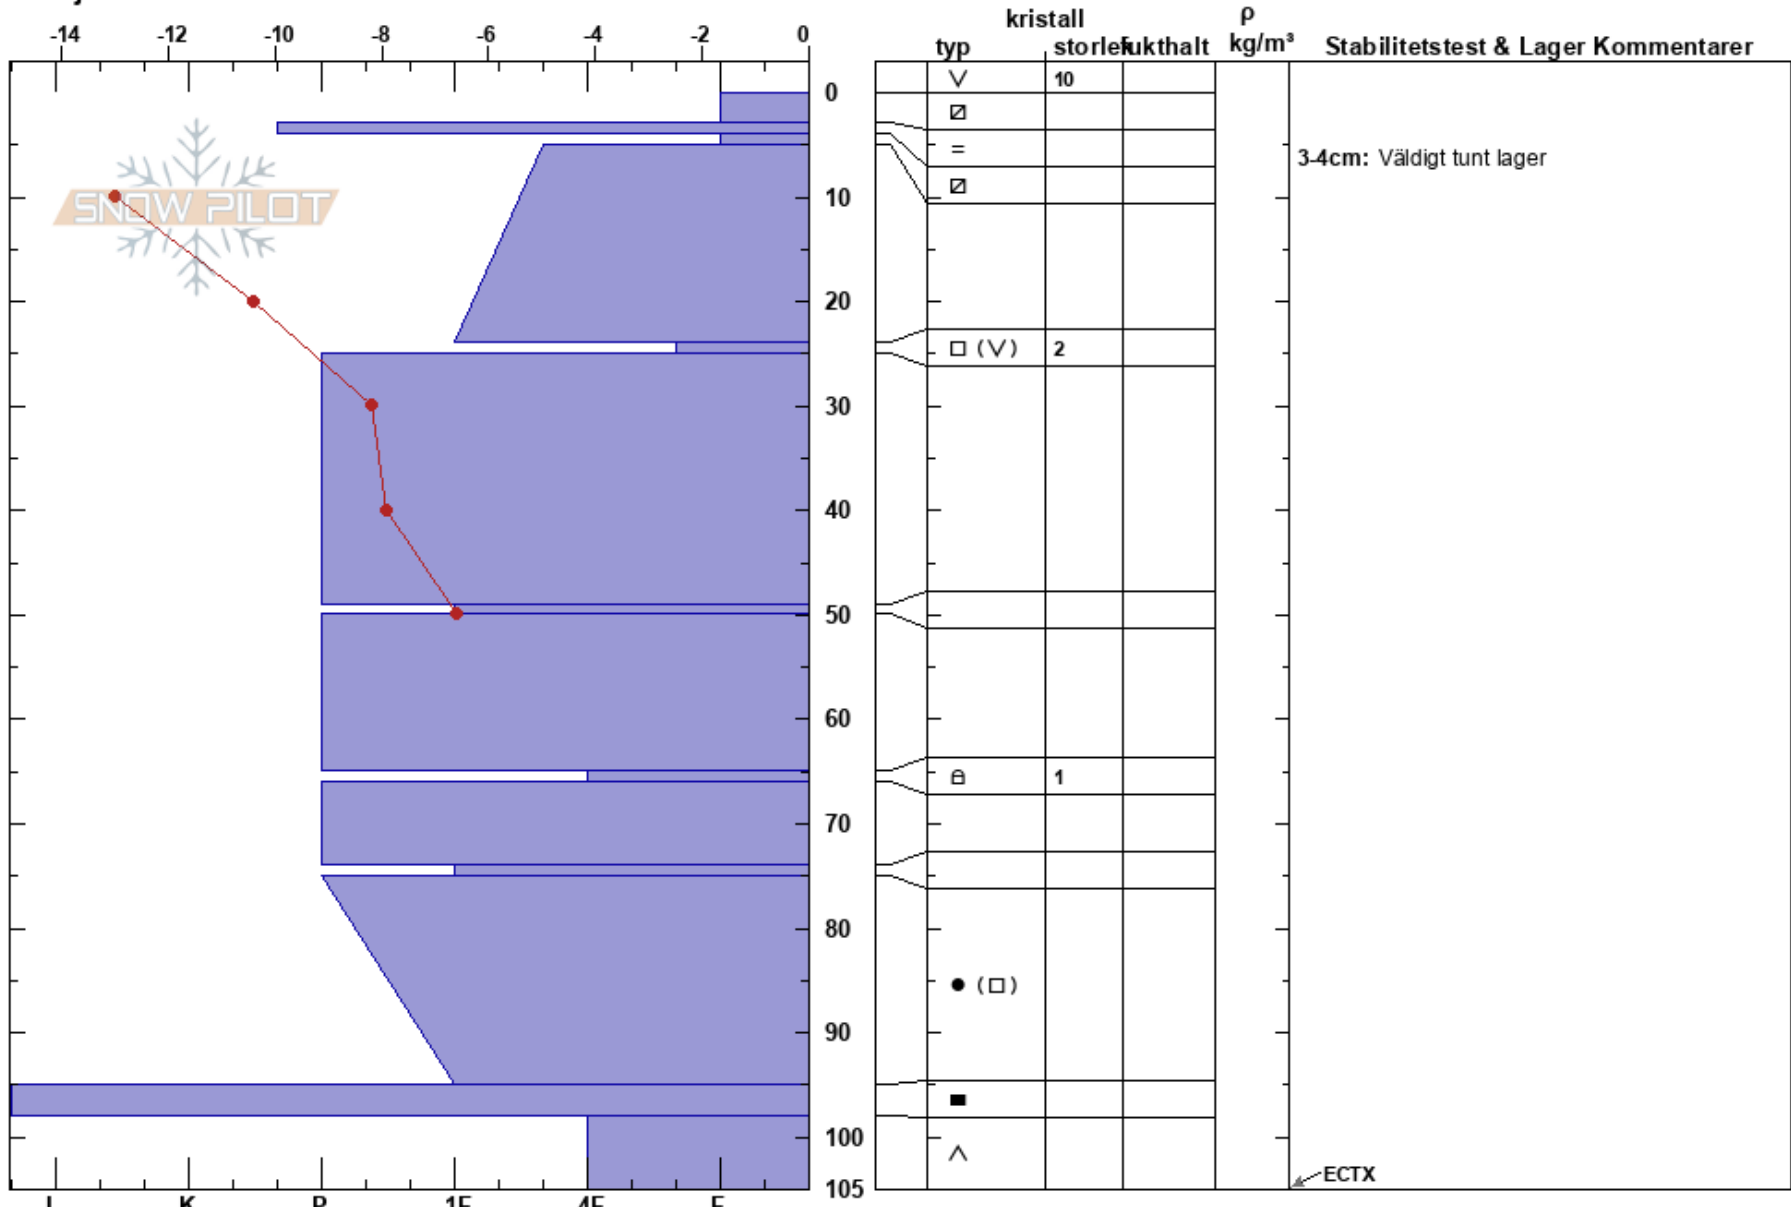 kristall ρ
-14 -12 -10 -8 -6 -4 -2 0 typ storlek fukthalt kg/m³ Stabilitetstest & Lager Kommentarer
10
0
=
3-4cm: Väldigt tunt lager
10
SNOW PILOT
20
(V) 2
30
40
50
60
1
70
80
90
100
ECTX
105
I K P 1F 4F F